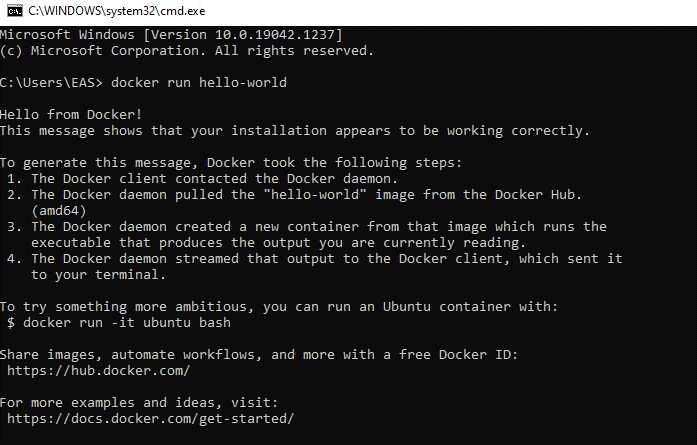 C:\WINDOWS\system32\cmd.exe
Microsoft Windows [Version 10.0.19042.1237]
(c) Microsoft Corporation. All rights reserved.
C:\Users\EAS> docker run hello-world
Hello from Docker!
This message shows that your installation appears to be working correctly.
To generate this message, Docker took the following steps:
1. The Docker client contacted the Docker daemon.
2. The Docker daemon pulled the "hello-world" image from the Docker Hub.
(amd64)
3. The Docker daemon created a new container from that image which runs the
executable that produces the output you are currently reading.
4. The Docker daemon streamed that output to the Docker client, which sent it
to your terminal.
To try something more ambitious, you can run an Ubuntu container with:
$ docker run -it ubuntu bash
Share images, automate workflows, and more with a free Docker ID:
https://hub.docker.com/
For more examples and ideas, visit:
https://docs.docker.com/get-started/